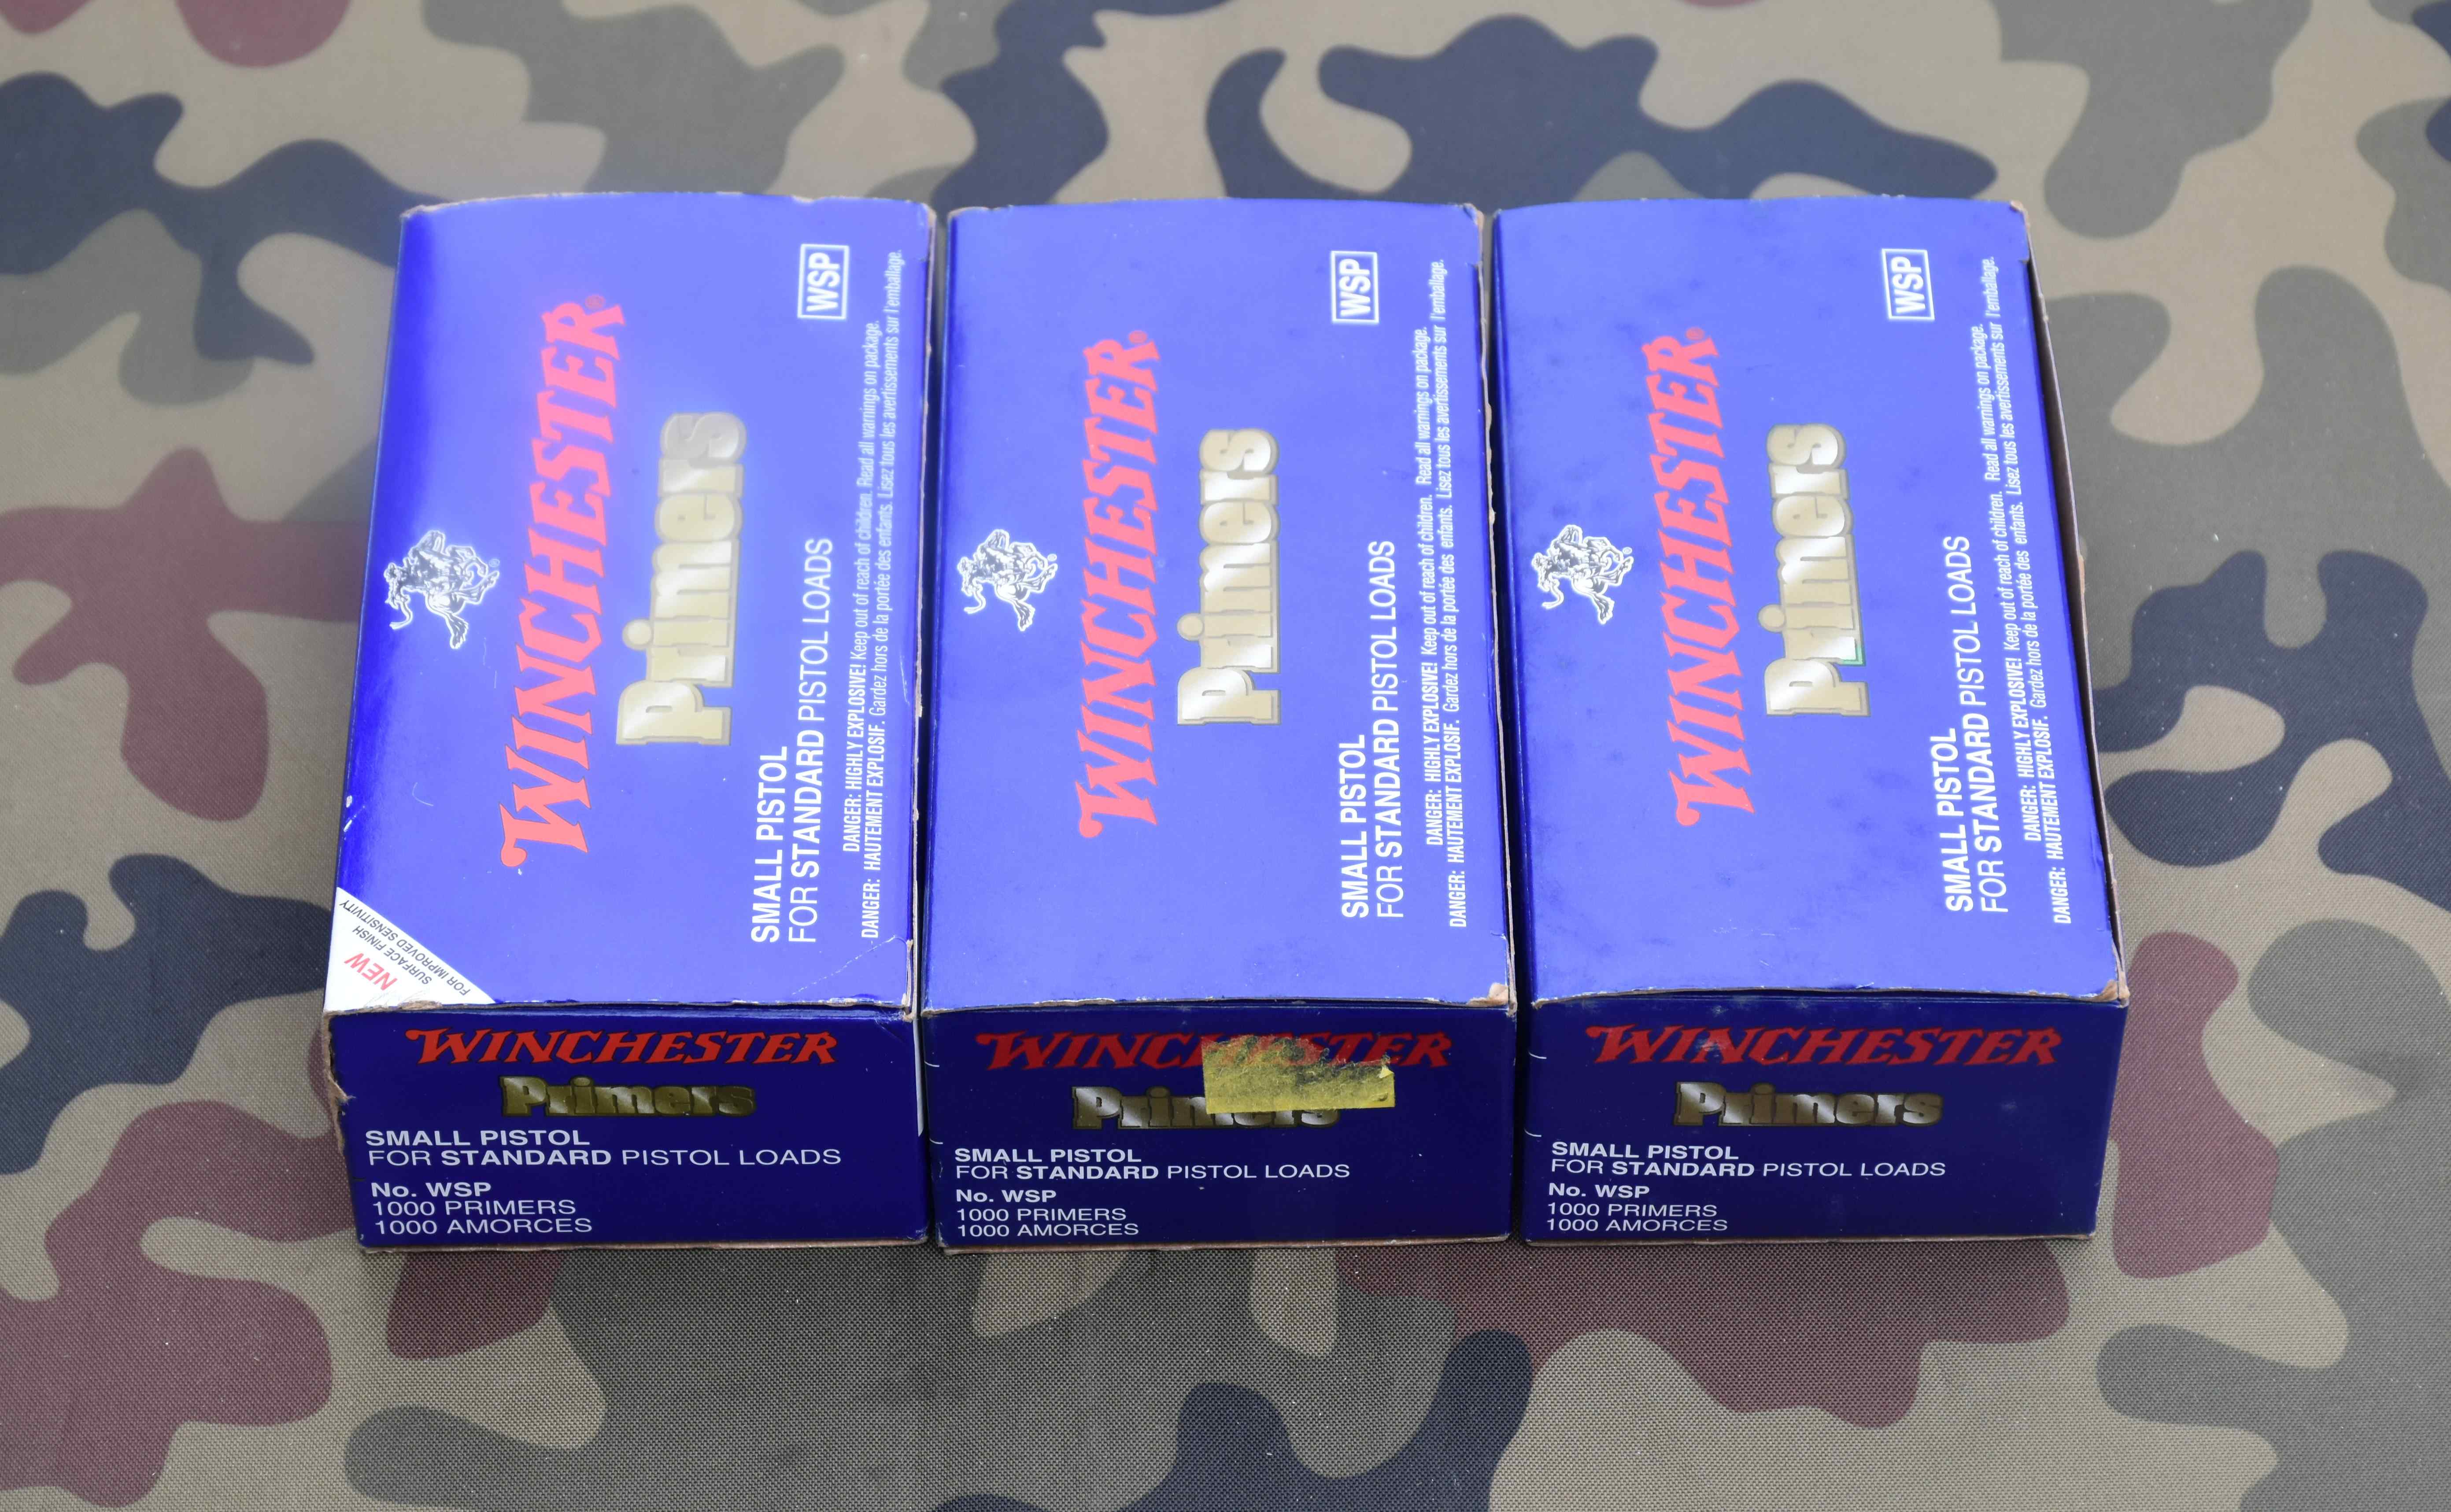 WINCHESTER®
Primers
WSP
SMALL PISTOL
FOR STANDARD PISTOL LOADS
DANGER: HIGHLY EXPLOSIVE! Keep out of reach of children. Read all warnings on package.
DANGER: HAUTEMENT EXPLOSIF. Gardez hors de la portée des enfants. Lisez tous les avertissements sur l'emballage.
NEW
SURFACE FINISH
FOR IMPROVED SENSITIVITY
WINCHESTER
Primers
SMALL PISTOL
FOR STANDARD PISTOL LOADS
No. WSP
1000 PRIMERS
1000 AMORCES
WINCHESTER®
Primers
WSP
SMALL PISTOL
FOR STANDARD PISTOL LOADS
DANGER: HIGHLY EXPLOSIVE! Keep out of reach of children. Read all warnings on package.
DANGER: HAUTEMENT EXPLOSIF. Gardez hors de la portée des enfants. Lisez tous les avertissements sur l'emballage.
WINCHESTER
Primers
SMALL PISTOL
FOR STANDARD PISTOL LOADS
No. WSP
1000 PRIMERS
1000 AMORCES
WINCHESTER®
Primers
WSP
SMALL PISTOL
FOR STANDARD PISTOL LOADS
DANGER: HIGHLY EXPLOSIVE! Keep out of reach of children. Read all warnings on package.
DANGER: HAUTEMENT EXPLOSIF. Gardez hors de la portée des enfants. Lisez tous les avertissements sur l'emballage.
WINCHESTER
Primers
SMALL PISTOL
FOR STANDARD PISTOL LOADS
No. WSP
1000 PRIMERS
1000 AMORCES